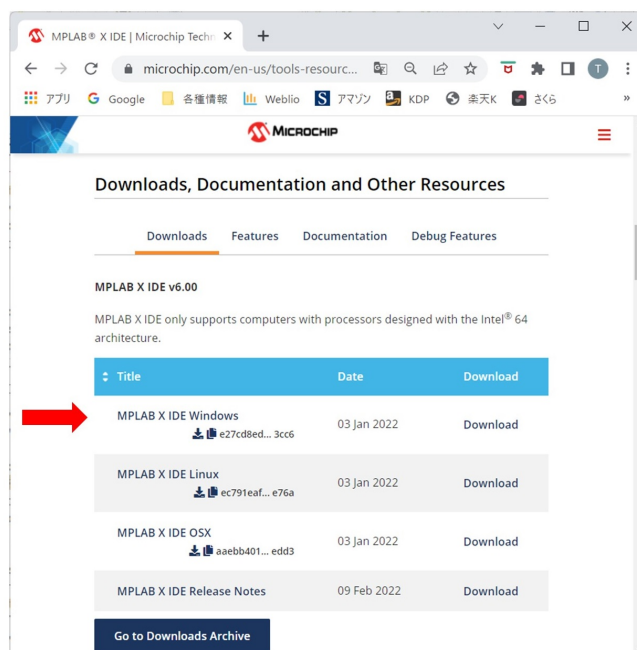 MPLAB® X IDE | Microchip Techn
microchip.com/en-us/tools-resourc...
アプリ Google 各種情報 Weblio アマゾン KDP 楽天K さくら »
MICROCHIP
Downloads, Documentation and Other Resources
Downloads Features Documentation Debug Features
MPLAB X IDE v6.00
MPLAB X IDE only supports computers with processors designed with the Intel® 64
architecture.
Title Date Download
MPLAB X IDE Windows 03 Jan 2022 Download
e27cd8ed... 3cc6
MPLAB X IDE Linux 03 Jan 2022 Download
ec791eaf... e76a
MPLAB X IDE OSX 03 Jan 2022 Download
aaebb401... edd3
MPLAB X IDE Release Notes 09 Feb 2022 Download
Go to Downloads Archive